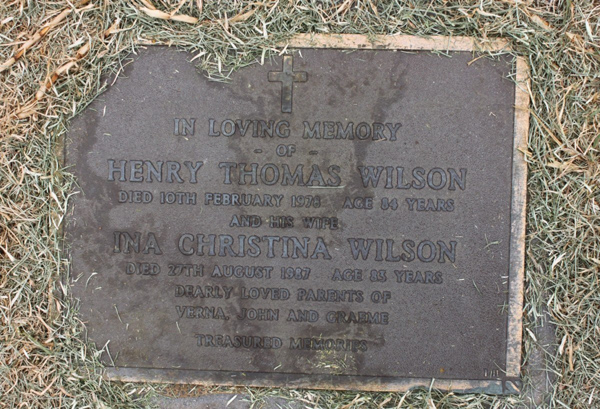 IN LOVING MEMORY
- OF -
HENRY THOMAS WILSON
DIED 10TH FEBRUARY 1978 AGE 84 YEARS
AND HIS WIFE
INA CHRISTINA WILSON
DIED 27TH AUGUST 1987 AGE 83 YEARS
DEARLY LOVED PARENTS OF
VERNA, JOHN AND GRAEME
TREASURED MEMORIES